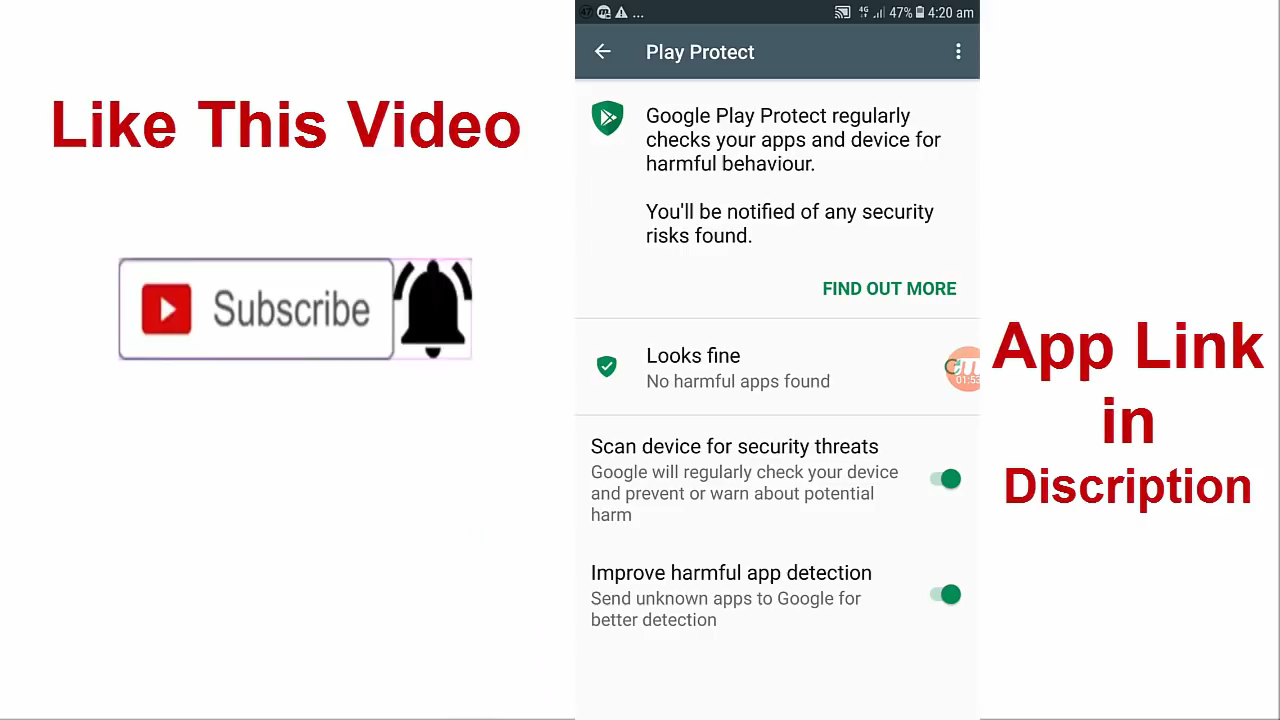 47% 4:20 am
Play Protect
Like This Video
Google Play Protect regularly
checks your apps and device for
harmful behaviour.
You'll be notified of any security
risks found.
FIND OUT MORE
Subscribe
Looks fine
No harmful apps found
App Link
in
Discription
Scan device for security threats
Google will regularly check your device
and prevent or warn about potential
harm
Improve harmful app detection
Send unknown apps to Google for
better detection